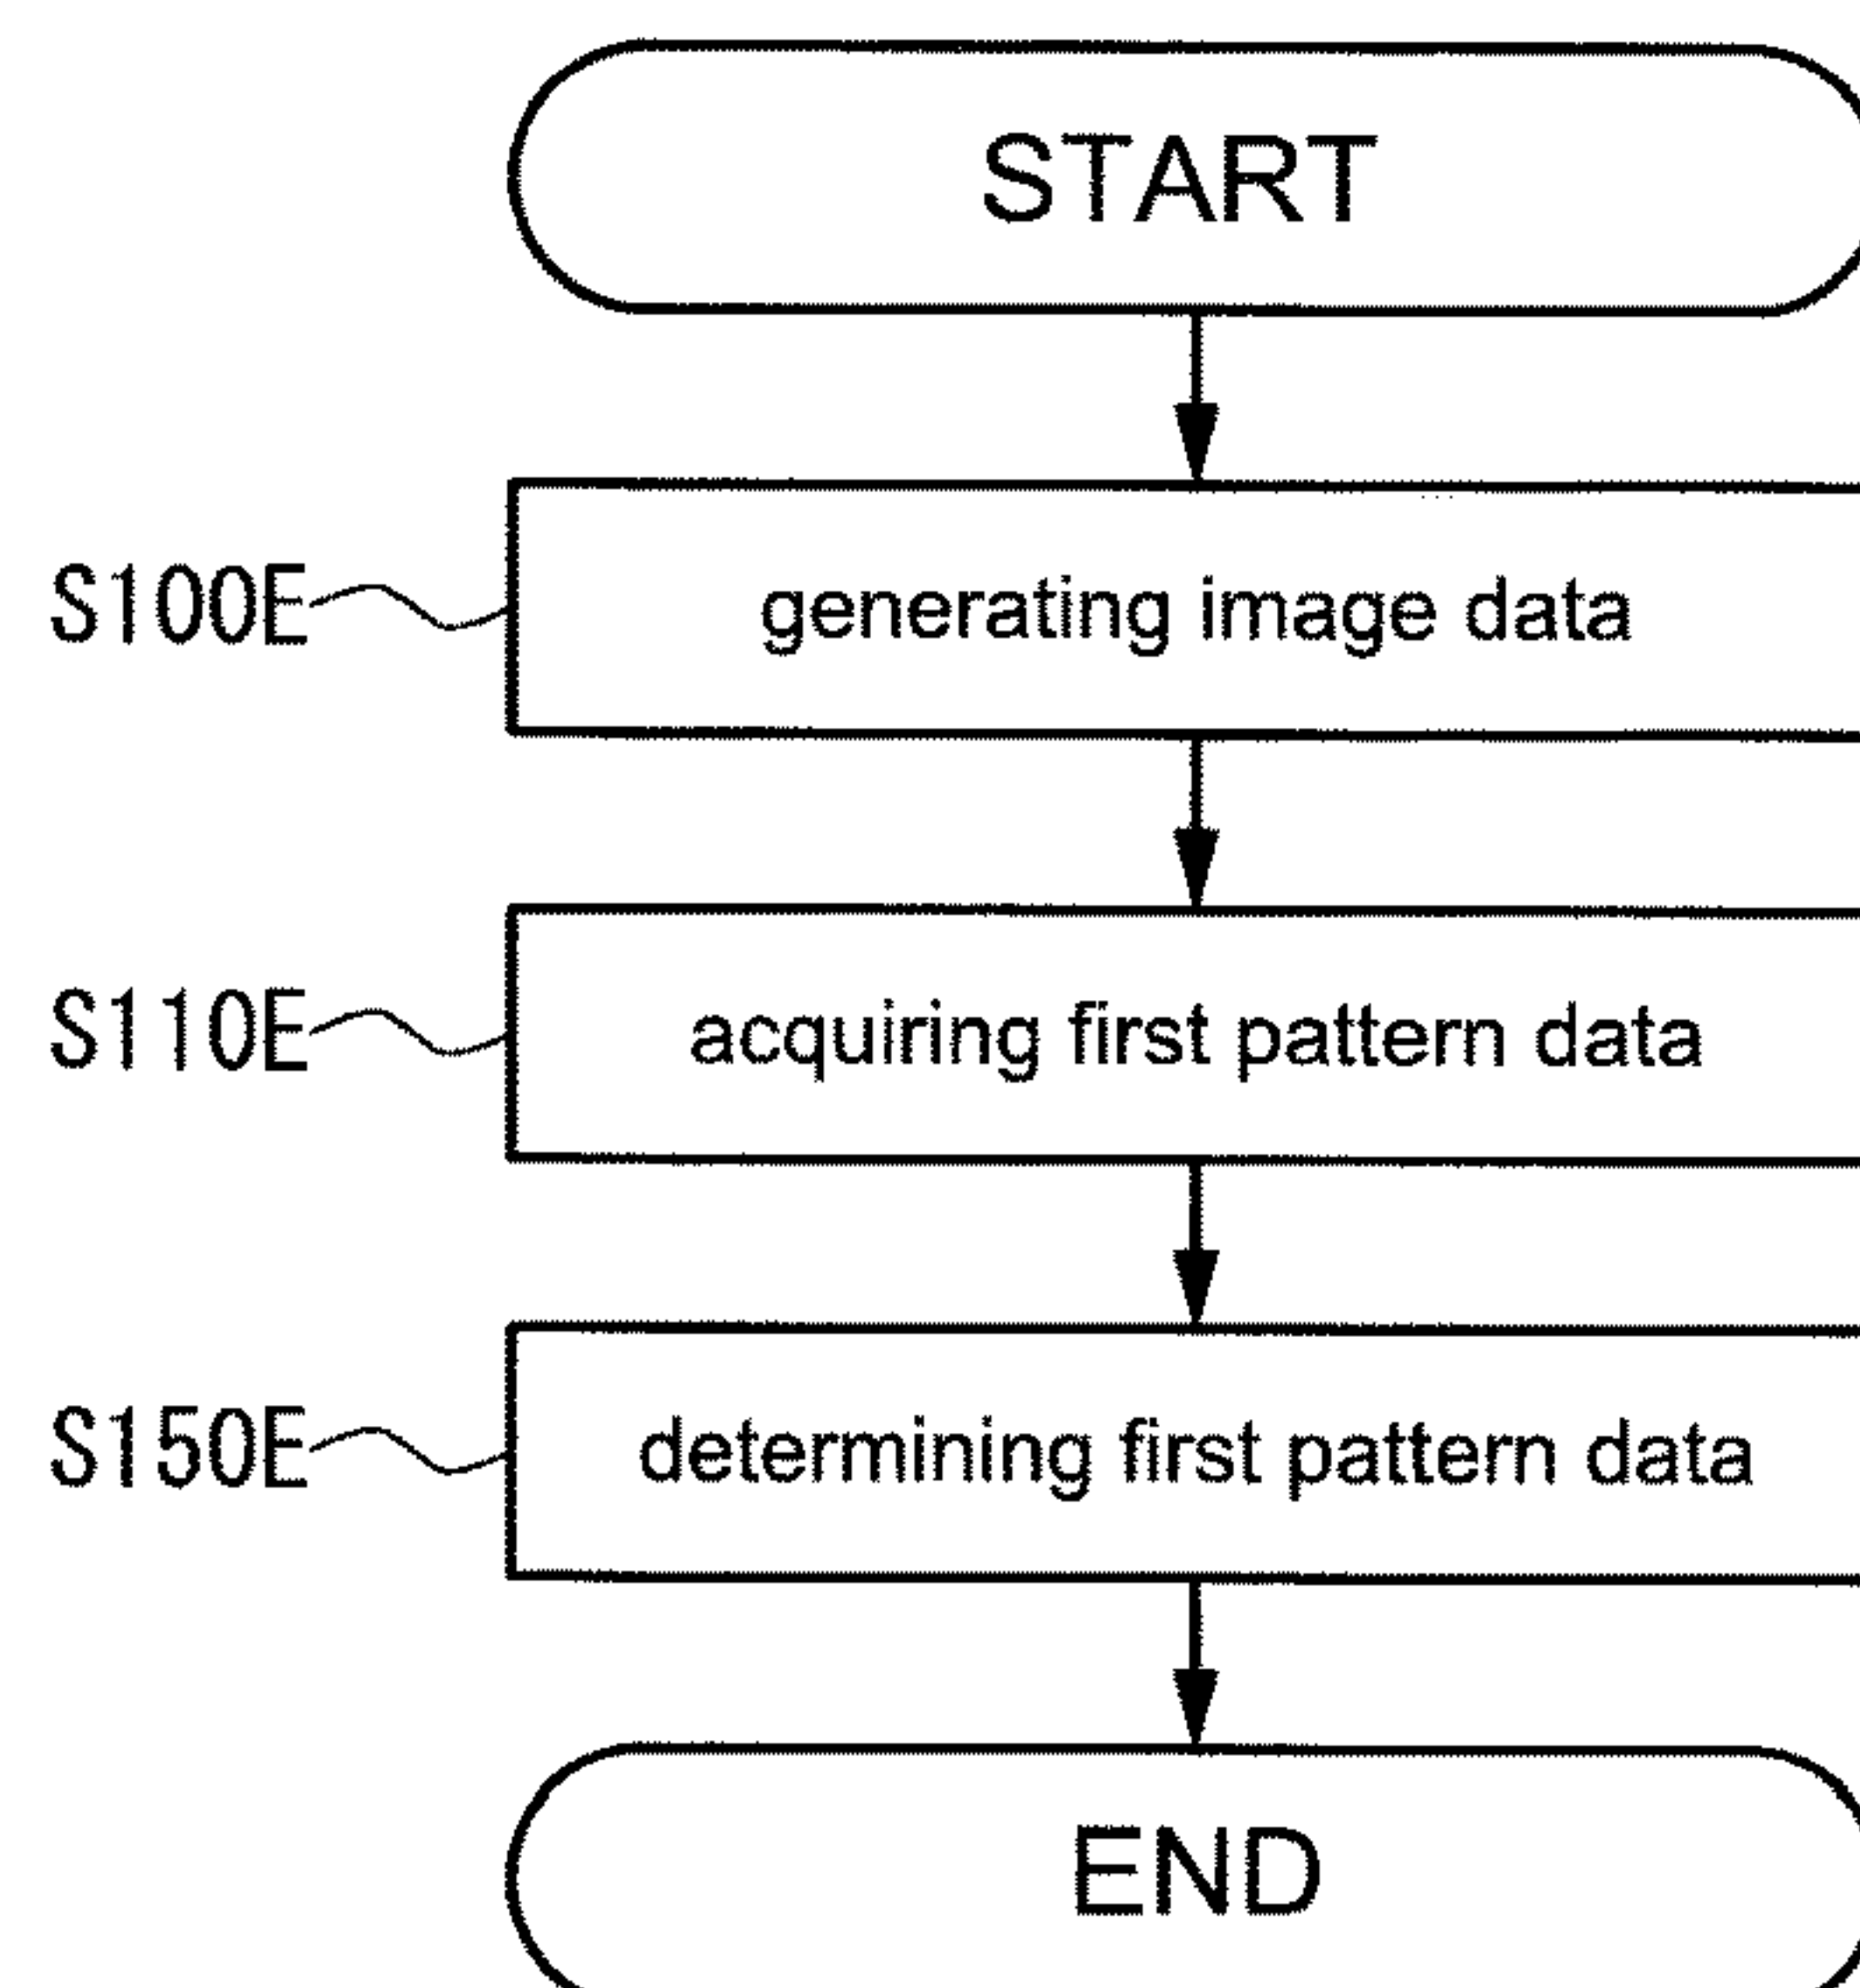 START
S100E generating image data
S110E acquiring first pattern data
S150E determining first pattern data
END